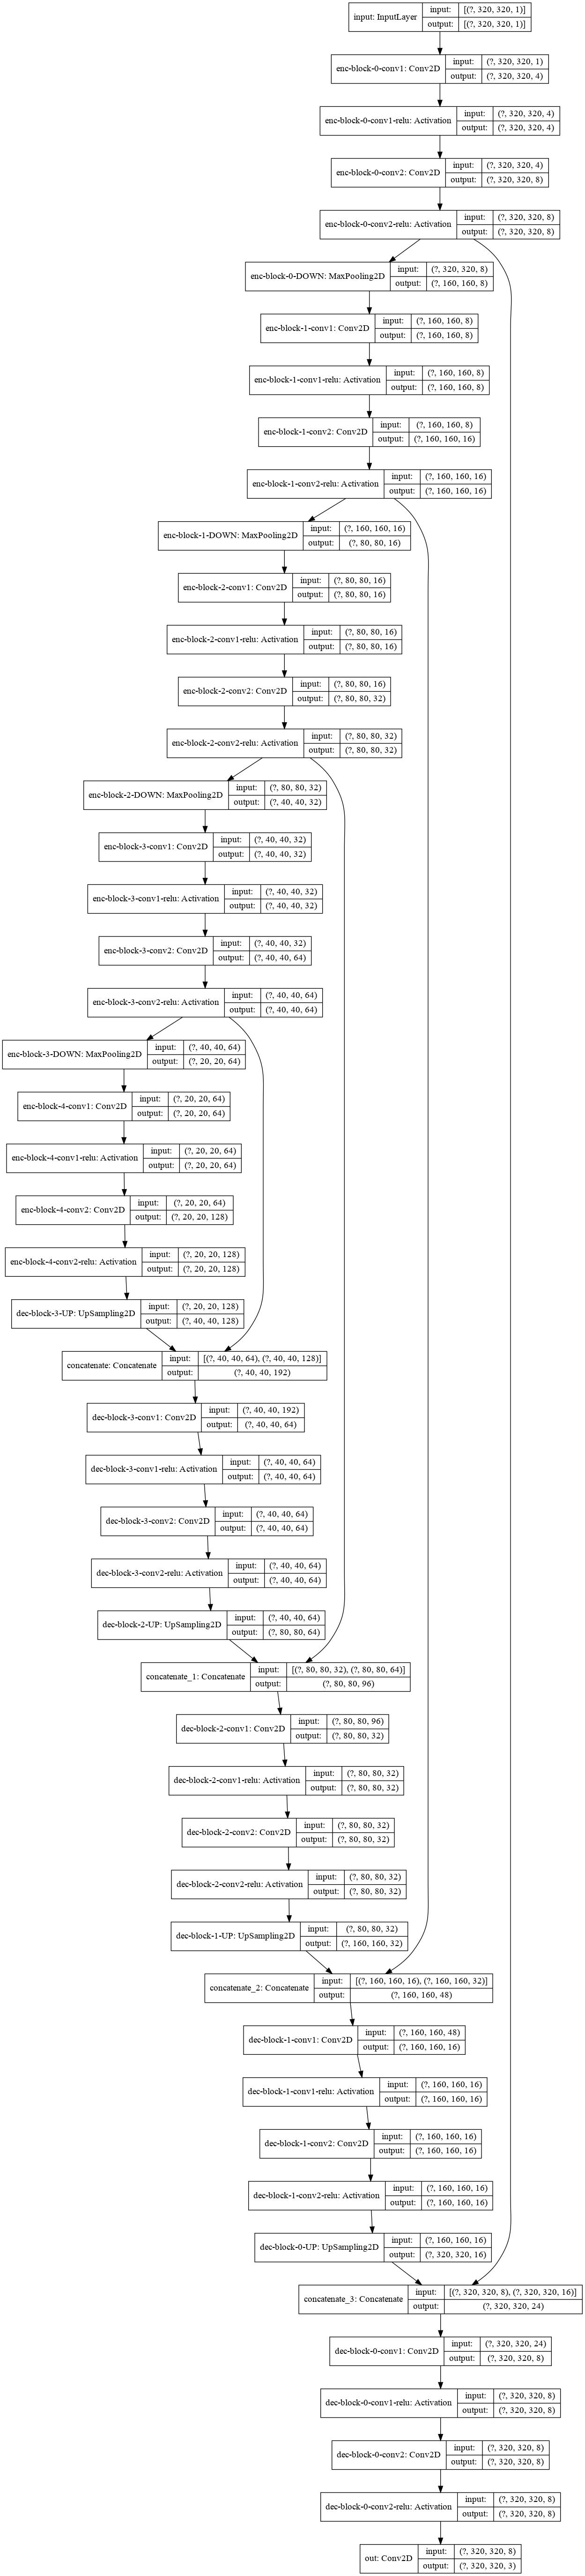 input: InputLayer input: [(?, 320, 320, 1)]
output: [(?, 320, 320, 1)]
enc-block-0-conv1: Conv2D input: (?, 320, 320, 1)
output: (?, 320, 320, 4)
enc-block-0-conv1-relu: Activation input: (?, 320, 320, 4)
output: (?, 320, 320, 4)
enc-block-0-conv2: Conv2D input: (?, 320, 320, 4)
output: (?, 320, 320, 8)
enc-block-0-conv2-relu: Activation input: (?, 320, 320, 8)
output: (?, 320, 320, 8)
enc-block-0-DOWN: MaxPooling2D input: (?, 320, 320, 8)
output: (?, 160, 160, 8)
enc-block-1-conv1: Conv2D input: (?, 160, 160, 8)
output: (?, 160, 160, 8)
enc-block-1-conv1-relu: Activation input: (?, 160, 160, 8)
output: (?, 160, 160, 8)
enc-block-1-conv2: Conv2D input: (?, 160, 160, 8)
output: (?, 160, 160, 16)
enc-block-1-conv2-relu: Activation input: (?, 160, 160, 16)
output: (?, 160, 160, 16)
enc-block-1-DOWN: MaxPooling2D input: (?, 160, 160, 16)
output: (?, 80, 80, 16)
enc-block-2-conv1: Conv2D input: (?, 80, 80, 16)
output: (?, 80, 80, 16)
enc-block-2-conv1-relu: Activation input: (?, 80, 80, 16)
output: (?, 80, 80, 16)
enc-block-2-conv2: Conv2D input: (?, 80, 80, 16)
output: (?, 80, 80, 32)
enc-block-2-conv2-relu: Activation input: (?, 80, 80, 32)
output: (?, 80, 80, 32)
enc-block-2-DOWN: MaxPooling2D input: (?, 80, 80, 32)
output: (?, 40, 40, 32)
enc-block-3-conv1: Conv2D input: (?, 40, 40, 32)
output: (?, 40, 40, 32)
enc-block-3-conv1-relu: Activation input: (?, 40, 40, 32)
output: (?, 40, 40, 32)
enc-block-3-conv2: Conv2D input: (?, 40, 40, 32)
output: (?, 40, 40, 64)
enc-block-3-conv2-relu: Activation input: (?, 40, 40, 64)
output: (?, 40, 40, 64)
enc-block-3-DOWN: MaxPooling2D input: (?, 40, 40, 64)
output: (?, 20, 20, 64)
enc-block-4-conv1: Conv2D input: (?, 20, 20, 64)
output: (?, 20, 20, 64)
enc-block-4-conv1-relu: Activation input: (?, 20, 20, 64)
output: (?, 20, 20, 64)
enc-block-4-conv2: Conv2D input: (?, 20, 20, 64)
output: (?, 20, 20, 128)
enc-block-4-conv2-relu: Activation input: (?, 20, 20, 128)
output: (?, 20, 20, 128)
dec-block-3-UP: UpSampling2D input: (?, 20, 20, 128)
output: (?, 40, 40, 128)
concatenate: Concatenate input: [(?, 40, 40, 64), (?, 40, 40, 128)]
output: (?, 40, 40, 192)
dec-block-3-conv1: Conv2D input: (?, 40, 40, 192)
output: (?, 40, 40, 64)
dec-block-3-conv1-relu: Activation input: (?, 40, 40, 64)
output: (?, 40, 40, 64)
dec-block-3-conv2: Conv2D input: (?, 40, 40, 64)
output: (?, 40, 40, 64)
dec-block-3-conv2-relu: Activation input: (?, 40, 40, 64)
output: (?, 40, 40, 64)
dec-block-2-UP: UpSampling2D input: (?, 40, 40, 64)
output: (?, 80, 80, 64)
concatenate_1: Concatenate input: [(?, 80, 80, 32), (?, 80, 80, 64)]
output: (?, 80, 80, 96)
dec-block-2-conv1: Conv2D input: (?, 80, 80, 96)
output: (?, 80, 80, 32)
dec-block-2-conv1-relu: Activation input: (?, 80, 80, 32)
output: (?, 80, 80, 32)
dec-block-2-conv2: Conv2D input: (?, 80, 80, 32)
output: (?, 80, 80, 32)
dec-block-2-conv2-relu: Activation input: (?, 80, 80, 32)
output: (?, 80, 80, 32)
dec-block-1-UP: UpSampling2D input: (?, 80, 80, 32)
output: (?, 160, 160, 32)
concatenate_2: Concatenate input: [(?, 160, 160, 16), (?, 160, 160, 32)]
output: (?, 160, 160, 48)
dec-block-1-conv1: Conv2D input: (?, 160, 160, 48)
output: (?, 160, 160, 16)
dec-block-1-conv1-relu: Activation input: (?, 160, 160, 16)
output: (?, 160, 160, 16)
dec-block-1-conv2: Conv2D input: (?, 160, 160, 16)
output: (?, 160, 160, 16)
dec-block-1-conv2-relu: Activation input: (?, 160, 160, 16)
output: (?, 160, 160, 16)
dec-block-0-UP: UpSampling2D input: (?, 160, 160, 16)
output: (?, 320, 320, 16)
concatenate_3: Concatenate input: [(?, 320, 320, 8), (?, 320, 320, 16)]
output: (?, 320, 320, 24)
dec-block-0-conv1: Conv2D input: (?, 320, 320, 24)
output: (?, 320, 320, 8)
dec-block-0-conv1-relu: Activation input: (?, 320, 320, 8)
output: (?, 320, 320, 8)
dec-block-0-conv2: Conv2D input: (?, 320, 320, 8)
output: (?, 320, 320, 8)
dec-block-0-conv2-relu: Activation input: (?, 320, 320, 8)
output: (?, 320, 320, 8)
out: Conv2D input: (?, 320, 320, 8)
output: (?, 320, 320, 3)